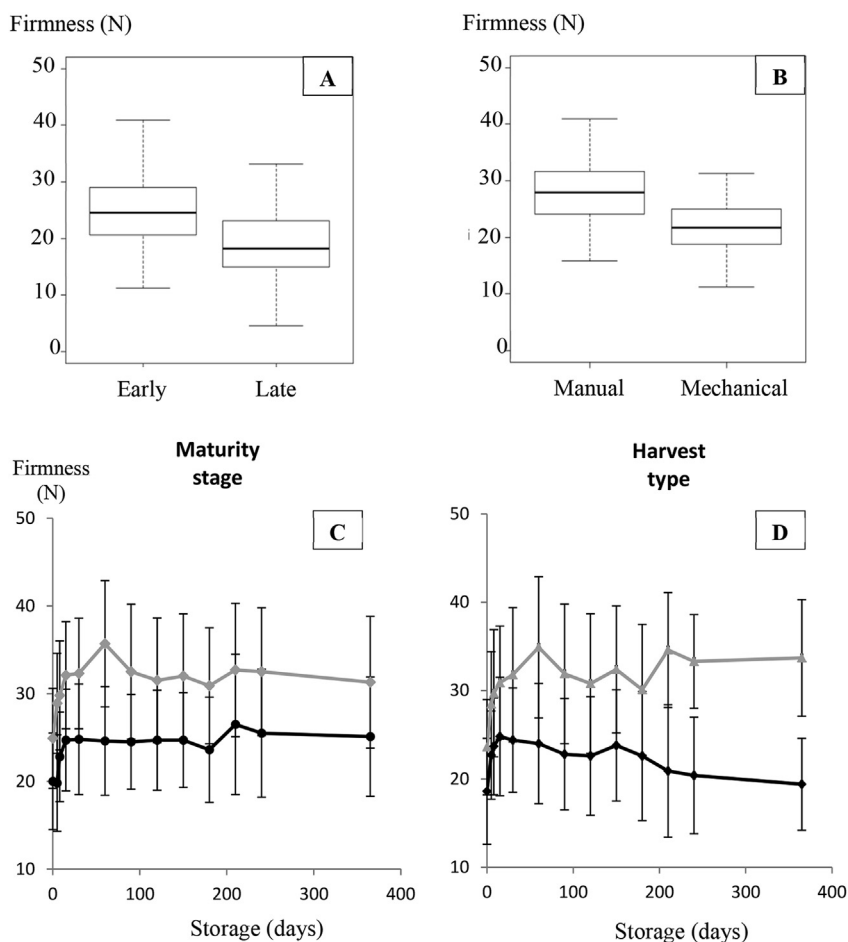 Firmness (N)
A
50
40
30
20
10
0
Early Late
Firmness (N)
B
50
40
30
20
10
0
Manual Mechanical
Maturity
stage
Firmness
(N)
C
50
40
30
20
10
0 100 200 300 400
Storage (days)
Harvest
type
D
50
40
30
20
10
0 100 200 300 400
Storage (days)